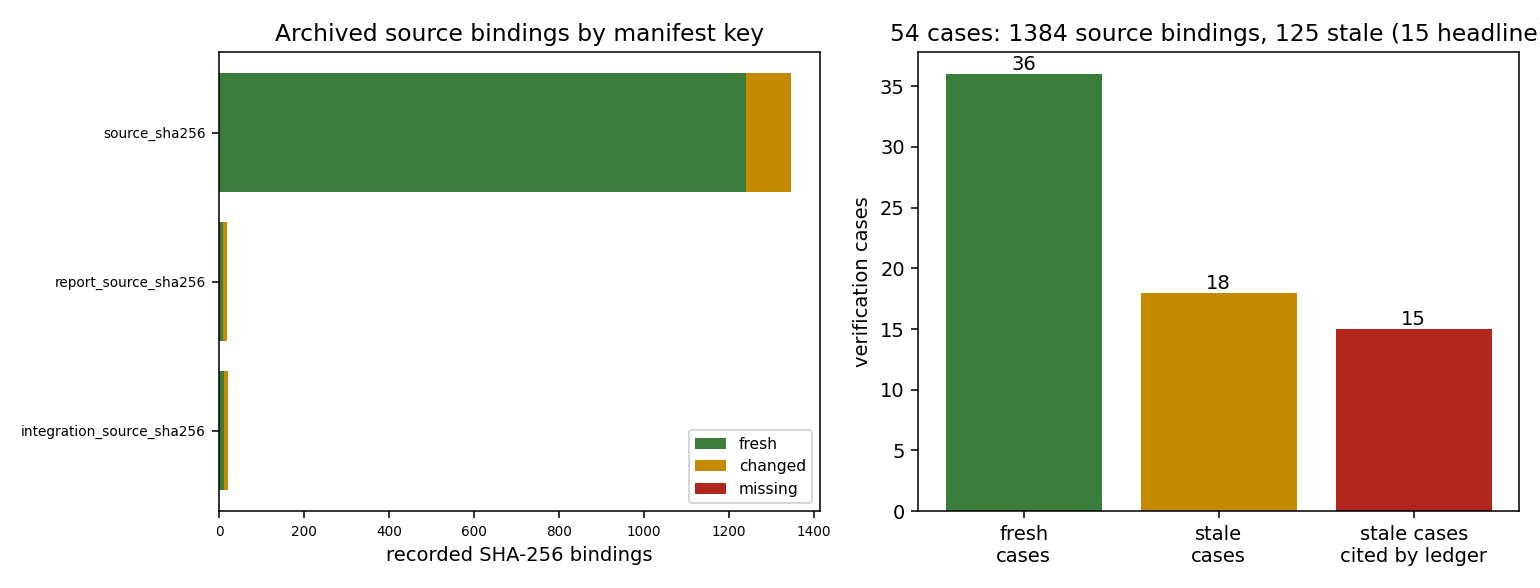 Archived source bindings by manifest key
source_sha256
report_source_sha256
integration_source_sha256
fresh
changed
missing
0 200 400 600 800 1000 1200 1400
recorded SHA-256 bindings
54 cases: 1384 source bindings, 125 stale (15 headline
verification cases
35
30
25
20
15
10
5
0
36
18
15
fresh
cases
stale
cases
stale cases
cited by ledger